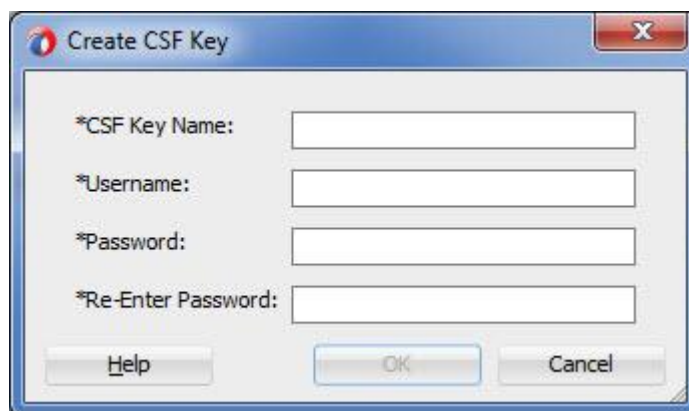 Create CSF Key
*CSF Key Name:
*Username:
*Password:
*Re-Enter Password:
Help OK Cancel